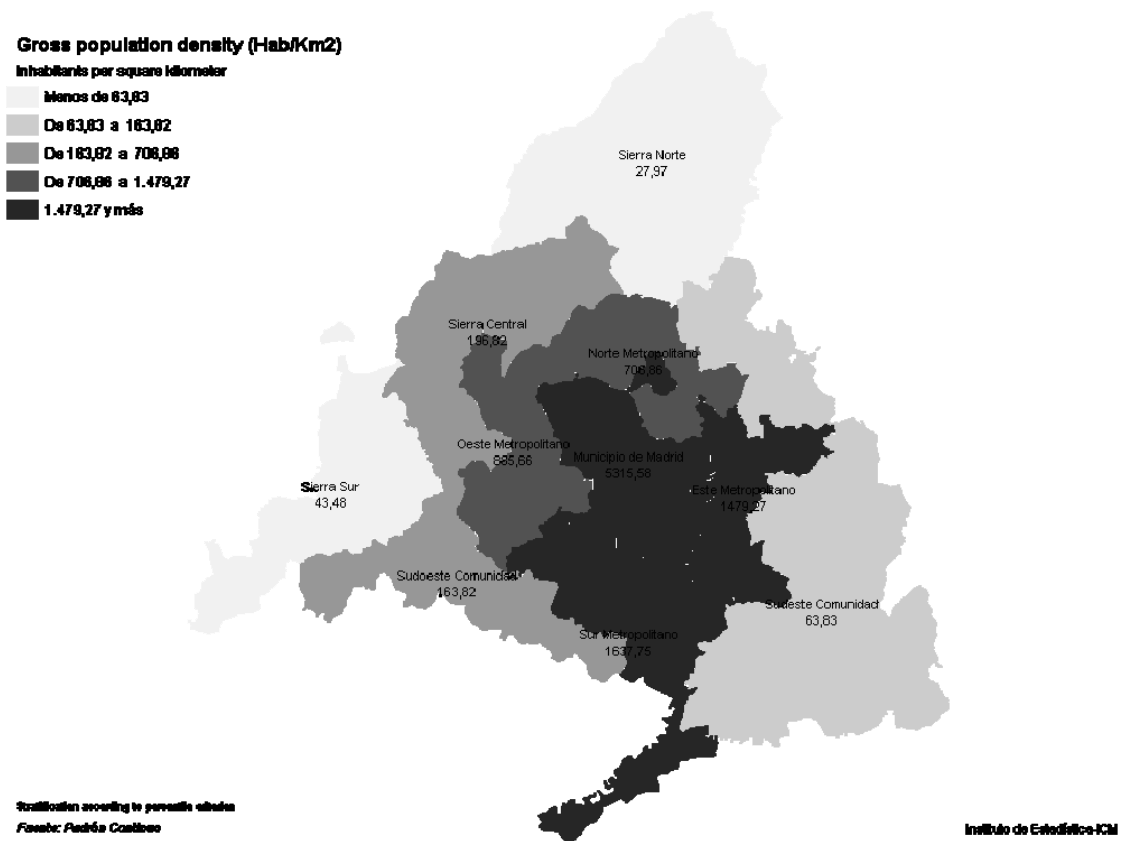 Gross population density (Hab/Km2)
Inhabitants per square kilometer
Menos de 63,83
De 63,83 a 163,82
De 163,82 a 706,86
De 706,86 a 1.479,27
1.479,27 y más
Sierra Norte
27,97
Sierra Central
196,82
Norte Metropolitano
706,86
Oeste Metropolitano
Municipio de Madrid
5315,58
Sierra Sur
43,48
Este Metropolitano
1479,27
Sudoeste Comunidad
163,82
Sudeste Comunidad
63,83
Sur Metropolitano
1637,75
Stratification according to percentile
Fuente: Padrón Continuo
Instituto de Estadística-ICM